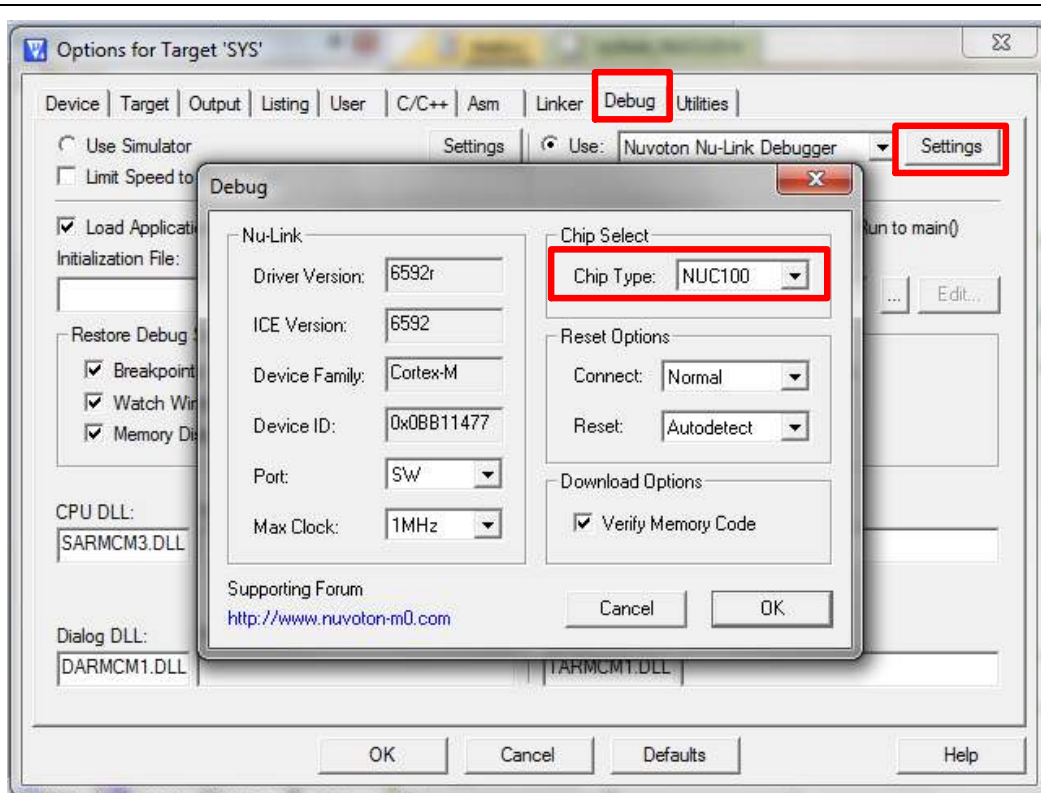 Options for Target 'SYS'
Device Target Output Listing User C/C++ Asm Linker Debug Utilities
Use Simulator Settings Use: Nuvoton Nu-Link Debugger Settings
Limit Speed to
Load Applicati
Run to main()
Initialization File:
... Edit...
Restore Debug
Breakpoint
Watch Wi
Memory Di
CPU DLL:
SARMCM3.DLL
Dialog DLL:
DARMCM1.DLL
TARMCM1.DLL
Debug
Nu-Link
Driver Version: 6592r
ICE Version: 6592
Device Family: Cortex-M
Device ID: 0x0BB11477
Port: SW
Max Clock: 1MHz
Supporting Forum
http://www.nuvoton-m0.com
Chip Select
Chip Type: NUC100
Reset Options
Connect: Normal
Reset: Autodetect
Download Options
Verify Memory Code
Cancel OK
OK Cancel Defaults Help